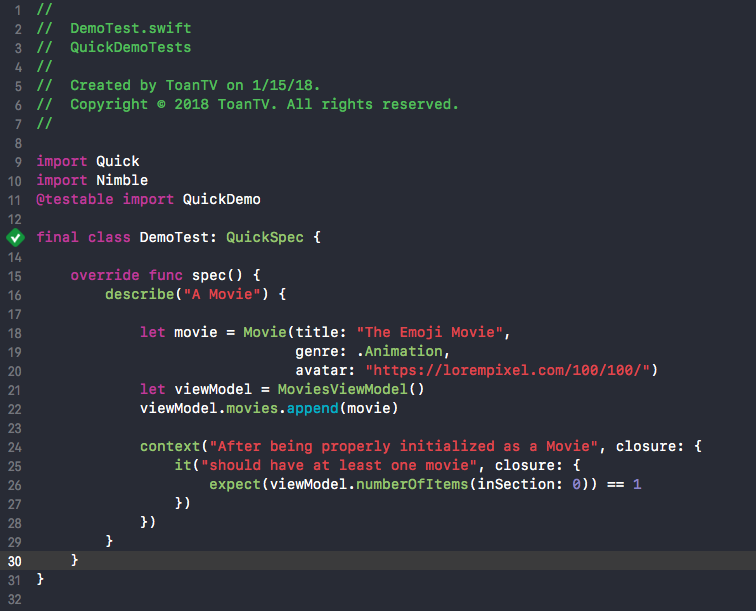 1 //
2 //  DemoTest.swift
3 //  QuickDemoTests
4 //
5 //  Created by ToanTV on 1/15/18.
6 //  Copyright © 2018 ToanTV. All rights reserved.
7 //
8
9 import Quick
10 import Nimble
11 @testable import QuickDemo
12
final class DemoTest: QuickSpec {
14
15     override func spec() {
16         describe("A Movie") {
17
18             let movie = Movie(title: "The Emoji Movie",
19                               genre: .Animation,
20                               avatar: "https://lorempixel.com/100/100/")
21             let viewModel = MoviesViewModel()
22             viewModel.movies.append(movie)
23
24             context("After being properly initialized as a Movie", closure: {
25                 it("should have at least one movie", closure: {
26                     expect(viewModel.numberOfItems(inSection: 0)) == 1
27                 })
28             })
29         }
30     }
31 }
32